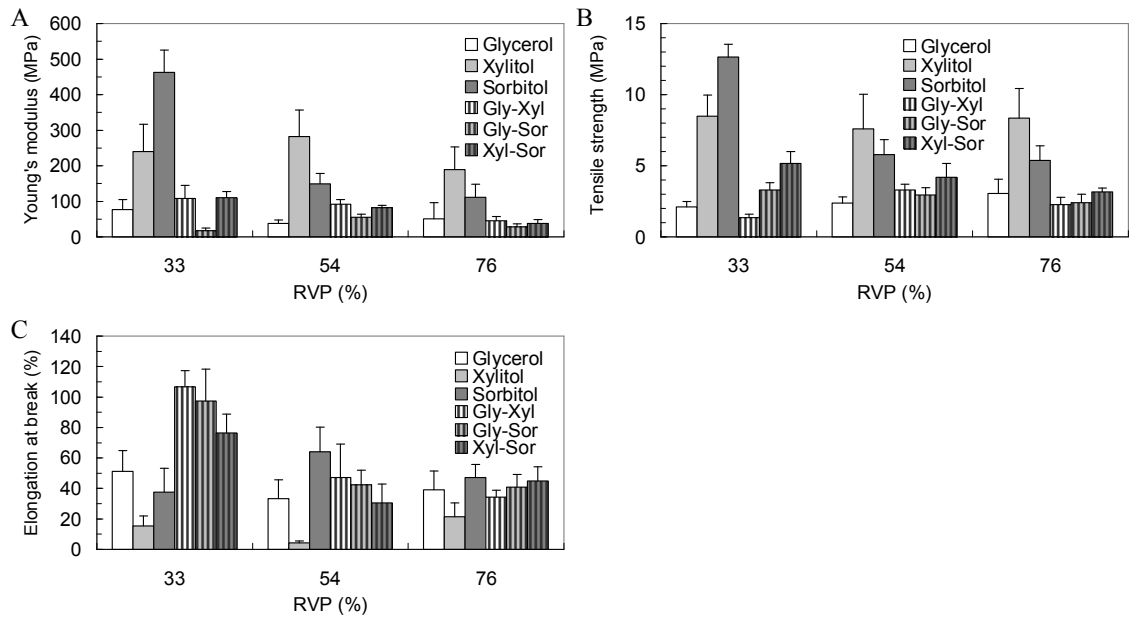 A
Young's modulus (MPa)
600
500
400
300
200
100
0
Glycerol
Xylitol
Sorbitol
Gly-Xyl
Gly-Sor
Xyl-Sor
33 54 76
RVP (%)
B
Tensile strength (MPa)
15
10
5
0
Glycerol
Xylitol
Sorbitol
Gly-Xyl
Gly-Sor
Xyl-Sor
33 54 76
RVP (%)
C
Elongation at break (%)
140
120
100
80
60
40
20
0
Glycerol
Xylitol
Sorbitol
Gly-Xyl
Gly-Sor
Xyl-Sor
33 54 76
RVP (%)